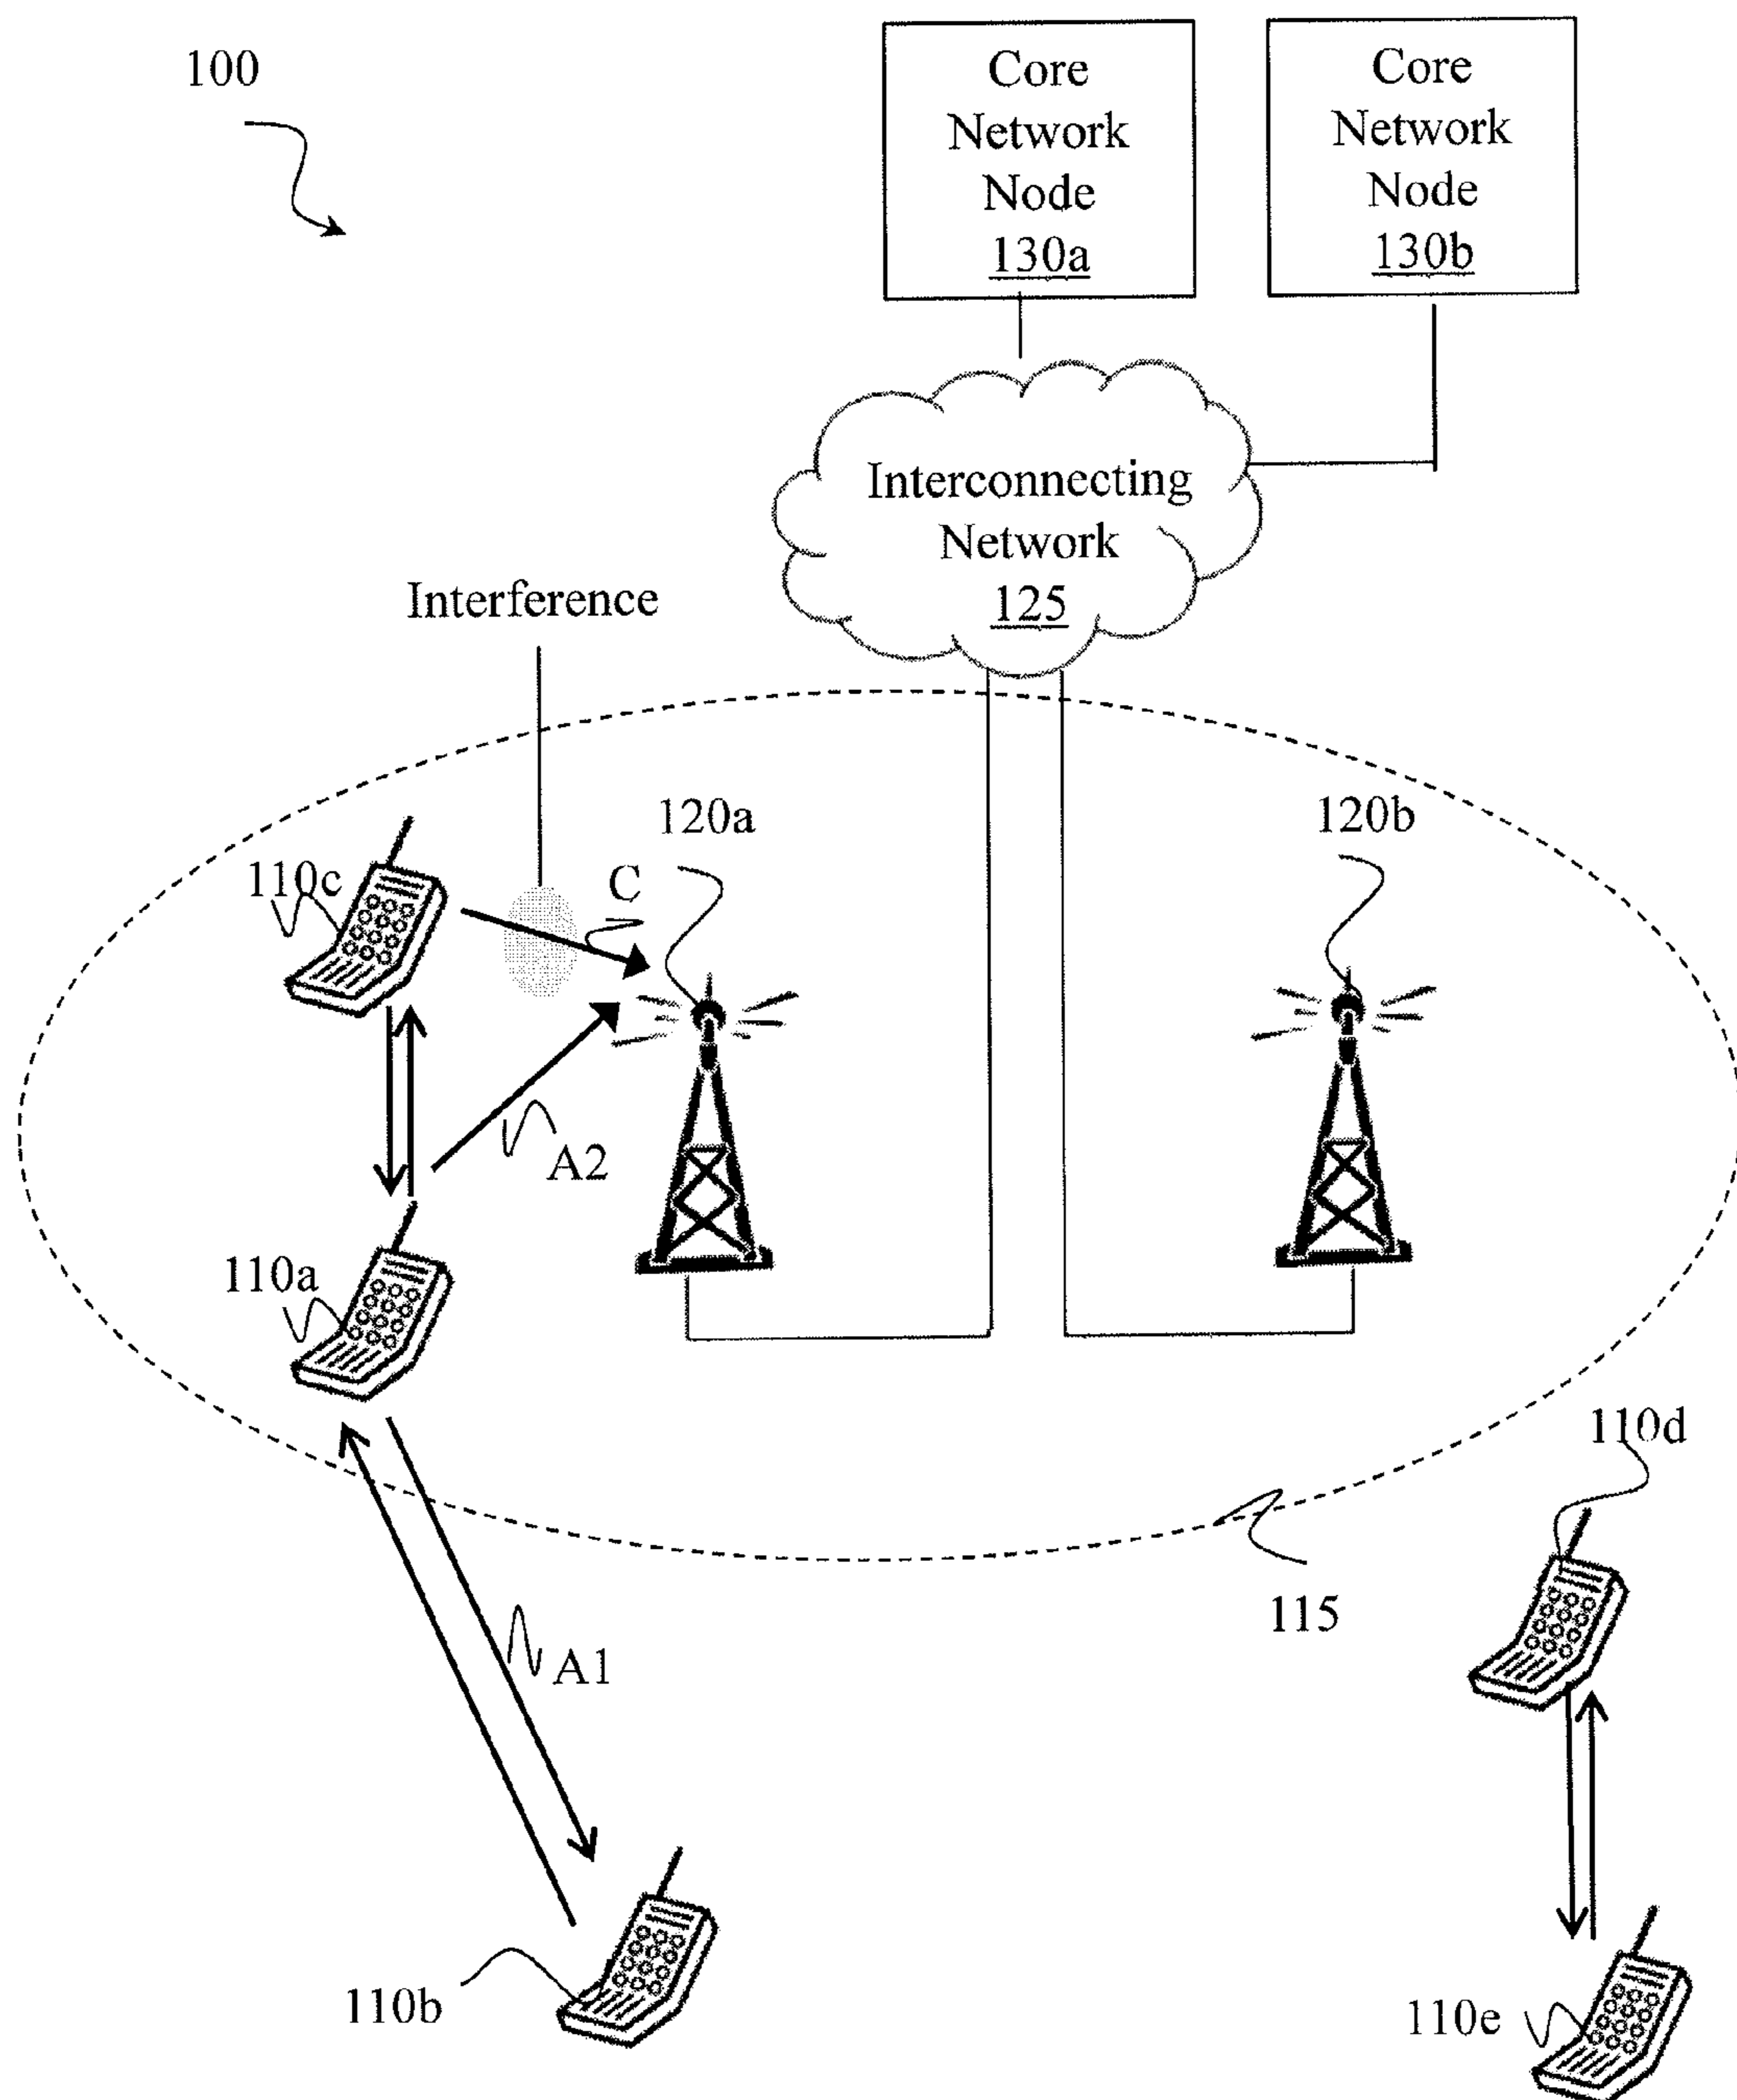 100
Core
Network
Node
130a
Core
Network
Node
130b
Interconnecting
Network
125
Interference
120a
120b
110c
C
A2
110a
110d
115
A1
110b
110e